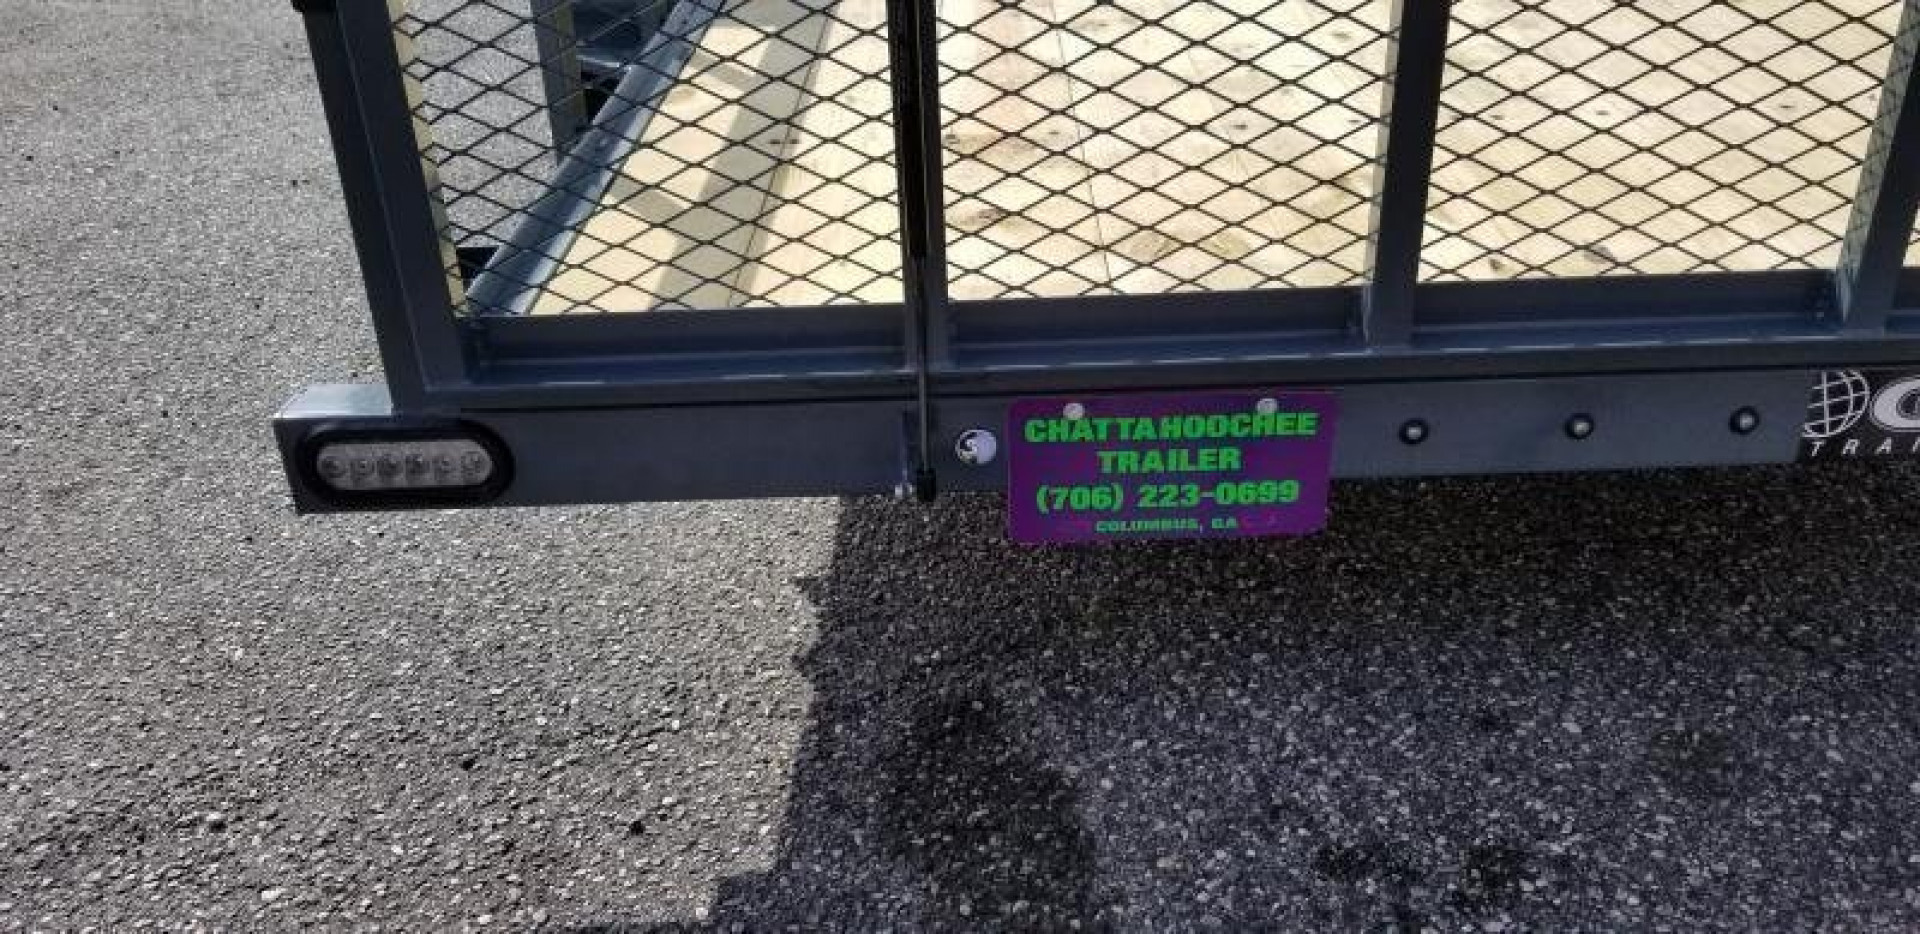 CHATTAHOOCHEE
TRAILER
(706) 223-0699
COLUMBUS, GA